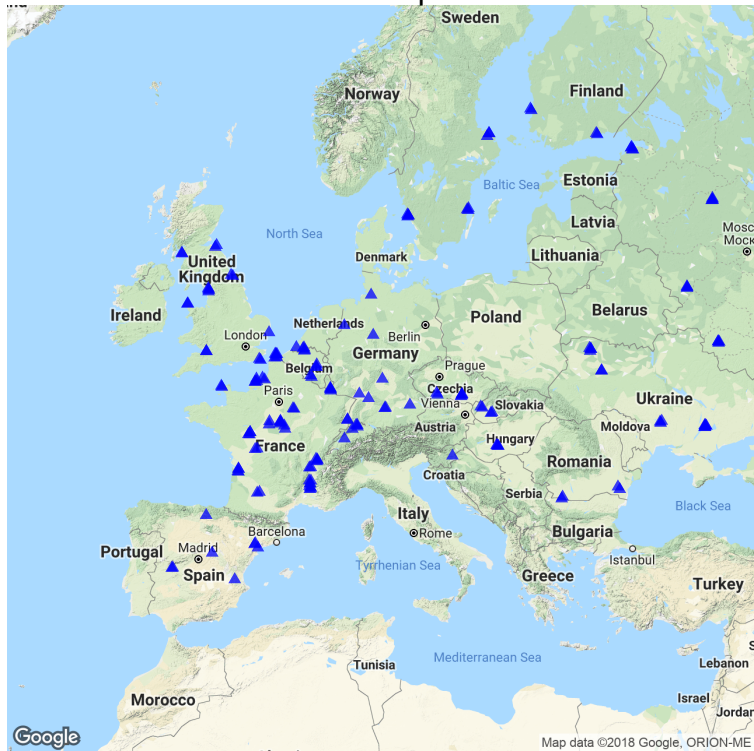 Sweden
Finland
Norway
Baltic Sea
Estonia
North Sea
Latvia
Mosc
Моск
Denmark
Lithuania
United
Kingdom
Ireland
Belarus
Netherlands
Poland
London
Berlin
Germany
Belgium
Prague
Paris
Czechia
Vienna
Slovakia
Ukraine
Austria
Moldova
France
Hungary
Croatia
Romania
Serbia
Black Sea
Italy
Barcelona
Bulgaria
Portugal
Madrid
Rome
Istanbul
Spain
Tyrrhenian Sea
Greece
Turkey
Mediterranean Sea
Tunisia
Lebanon
S
Morocco
Israel
Jordan
Google
Map data ©2018 Google, ORION-ME